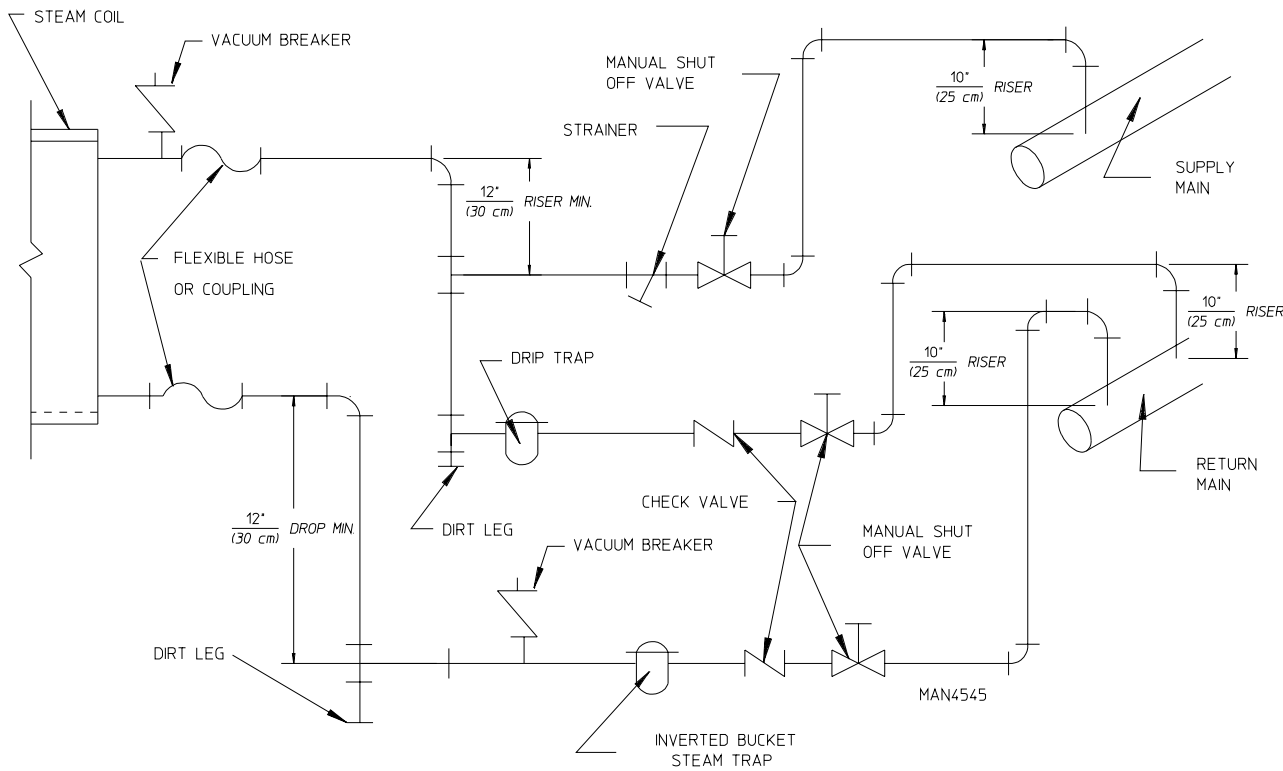 STEAM COIL
VACUUM BREAKER
MANUAL SHUT
OFF VALVE
10"
(25 cm) RISER
STRAINER
SUPPLY
MAIN
12"
(30 cm) RISER MIN.
FLEXIBLE HOSE
OR COUPLING
10"
(25 cm) RISER
10"
(25 cm) RISER
DRIP TRAP
RETURN
MAIN
CHECK VALVE
12"
(30 cm) DROP MIN.
DIRT LEG
MANUAL SHUT
OFF VALVE
VACUUM BREAKER
DIRT LEG
MAN4545
INVERTED BUCKET
STEAM TRAP